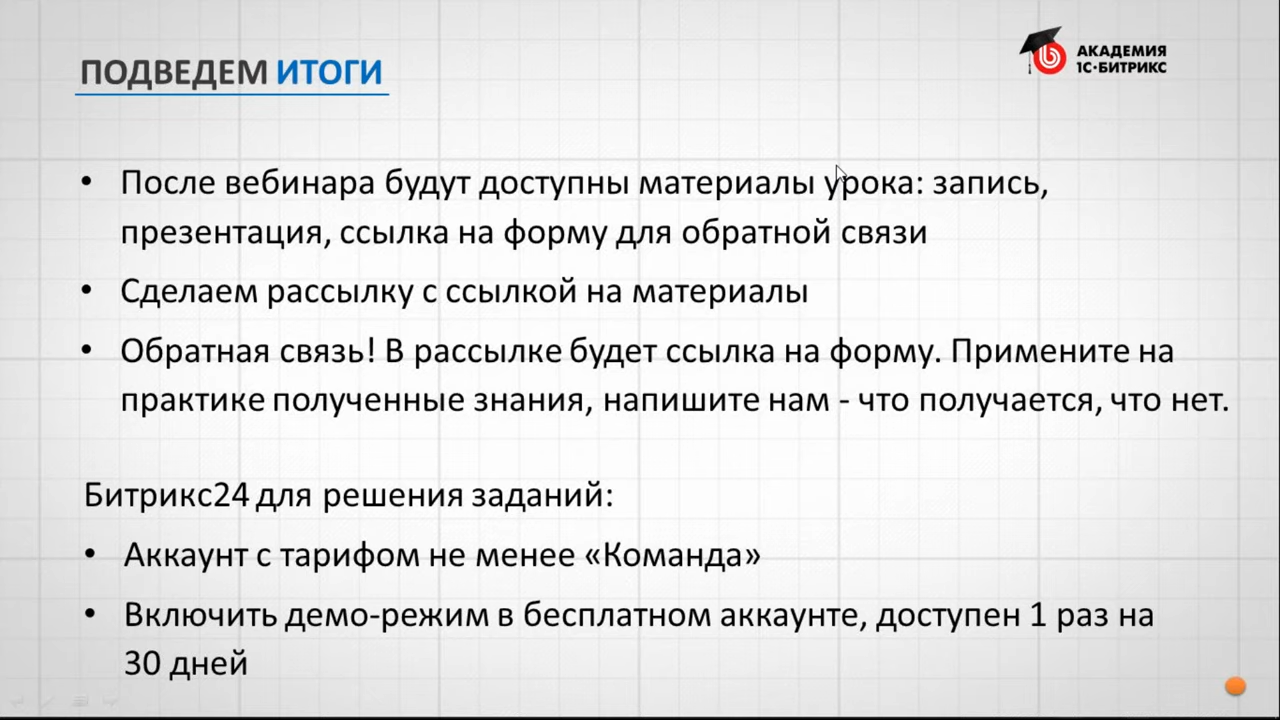 ПОДВЕДЕМ ИТОГИ
АКАДЕМИЯ
1С·БИТРИКС
• После вебинара будут доступны материалы урока: запись,
презентация, ссылка на форму для обратной связи
• Сделаем рассылку с ссылкой на материалы
• Обратная связь! В рассылке будет ссылка на форму. Примените на
практике полученные знания, напишите нам - что получается, что нет.
Битрикс24 для решения заданий:
• Аккаунт с тарифом не менее «Команда»
• Включить демо-режим в бесплатном аккаунте, доступен 1 раз на
30 дней